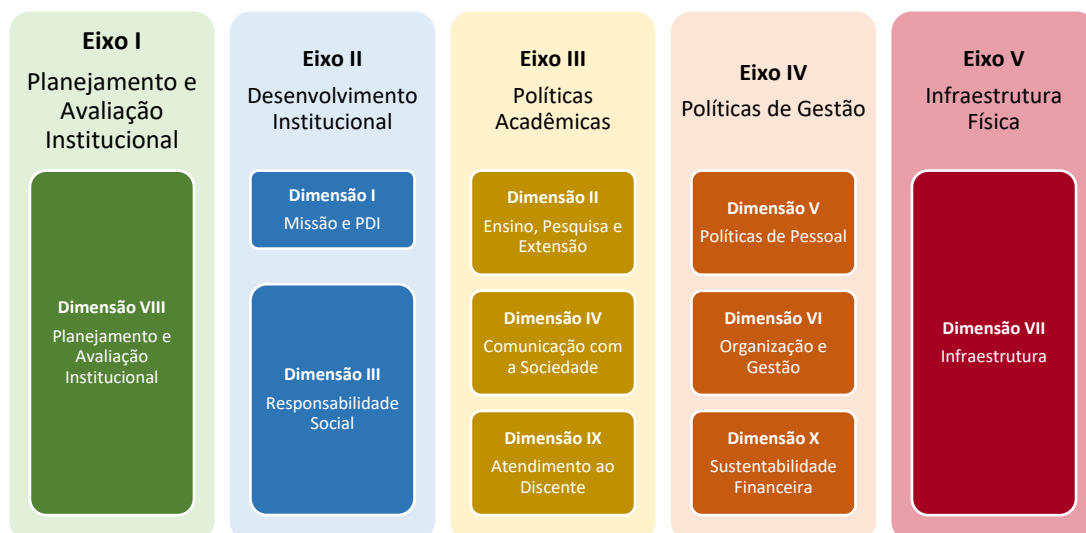 Eixo I
Planejamento e
Avaliação
Institucional
Dimensão VIII
Planejamento e
Avaliação
Institucional
Eixo II
Desenvolvimento
Institucional
Dimensão I
Missão e PDI
Dimensão III
Responsabilidade
Social
Eixo III
Políticas
Acadêmicas
Dimensão II
Ensino, Pesquisa e
Extensão
Dimensão IV
Comunicação com
a Sociedade
Dimensão IX
Atendimento ao
Discente
Eixo IV
Políticas de Gestão
Dimensão V
Políticas de Pessoal
Dimensão VI
Organização e
Gestão
Dimensão X
Sustentabilidade
Financeira
Eixo V
Infraestrutura
Física
Dimensão VII
Infraestrutura